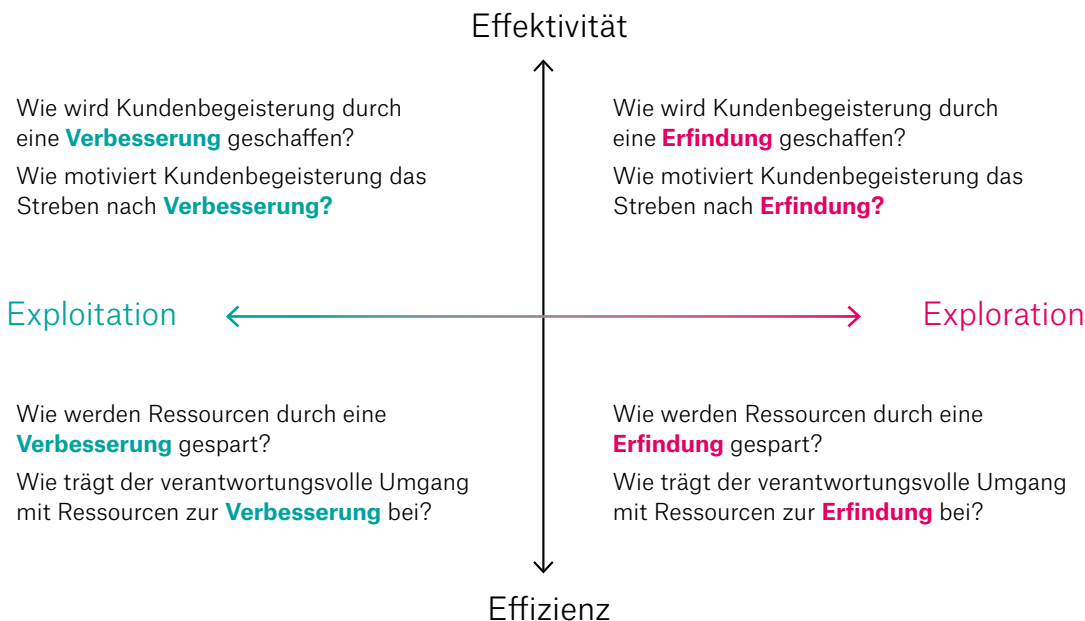 Effektivität
Wie wird Kundenbegeisterung durch
eine Verbesserung geschaffen?
Wie motiviert Kundenbegeisterung das
Streben nach Verbesserung?
Wie wird Kundenbegeisterung durch
eine Erfindung geschaffen?
Wie motiviert Kundenbegeisterung das
Streben nach Erfindung?
Exploitation
Exploration
Wie werden Ressourcen durch eine
Verbesserung gespart?
Wie trägt der verantwortungsvolle Umgang
mit Ressourcen zur Verbesserung bei?
Wie werden Ressourcen durch eine
Erfindung gespart?
Wie trägt der verantwortungsvolle Umgang
mit Ressourcen zur Erfindung bei?
Effizienz